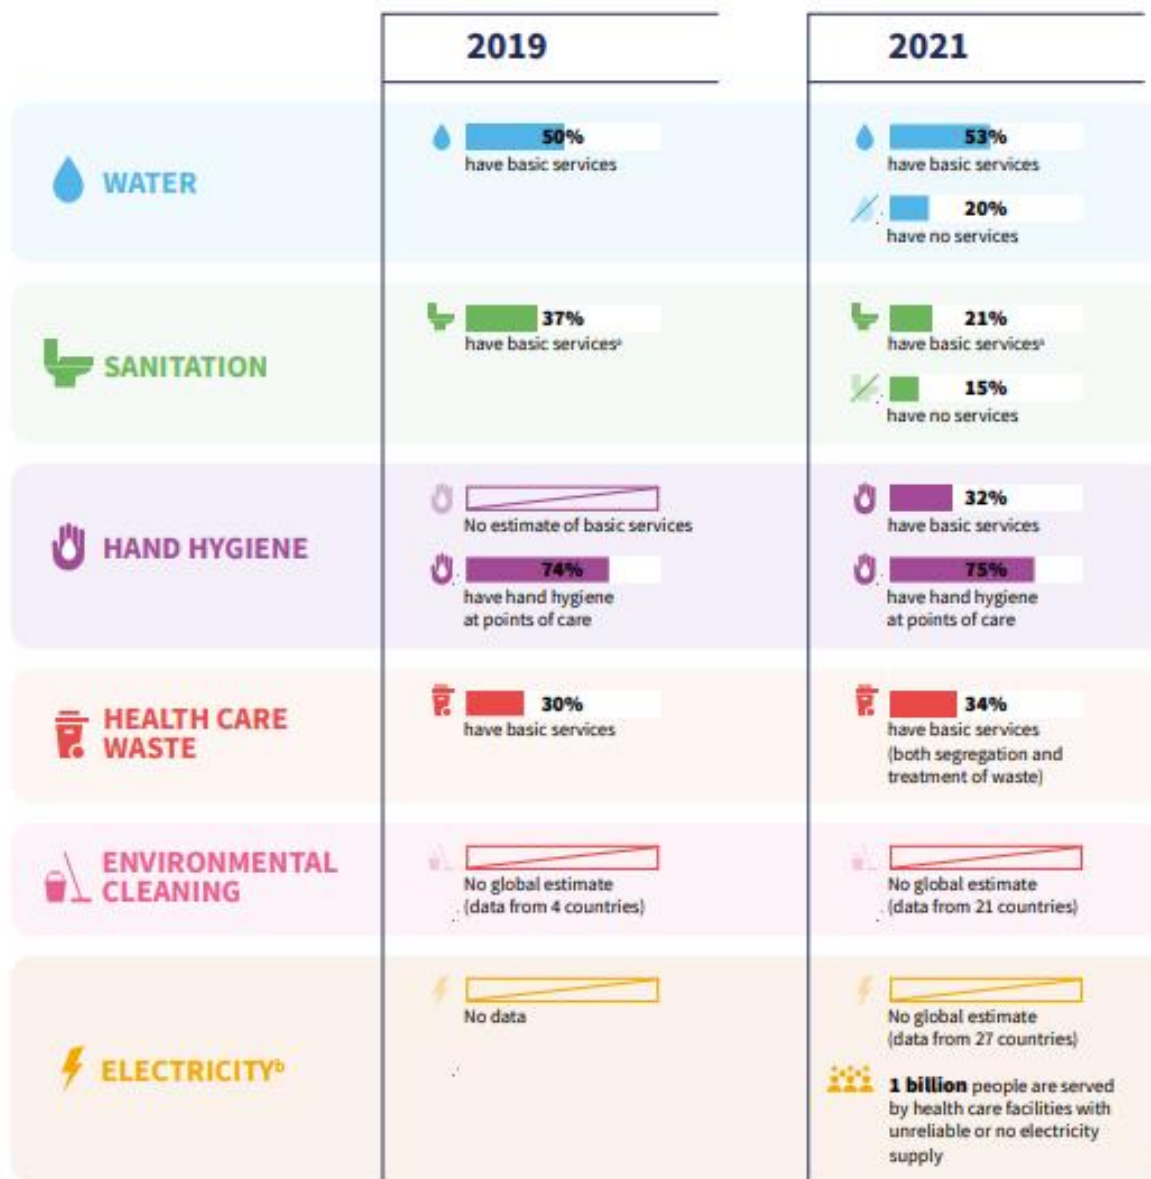 2019
2021
WATER
50%
have basic services
53%
have basic services
20%
have no services
SANITATION
37%
have basic servicesᵃ
21%
have basic servicesᵃ
15%
have no services
HAND HYGIENE
No estimate of basic services
74%
have hand hygiene
at points of care
32%
have basic services
75%
have hand hygiene
at points of care
HEALTH CARE
WASTE
30%
have basic services
34%
have basic services
(both segregation and
treatment of waste)
ENVIRONMENTAL
CLEANING
No global estimate
(data from 4 countries)
No global estimate
(data from 21 countries)
ELECTRICITYᵇ
No data
No global estimate
(data from 27 countries)
1 billion people are served
by health care facilities with
unreliable or no electricity
supply